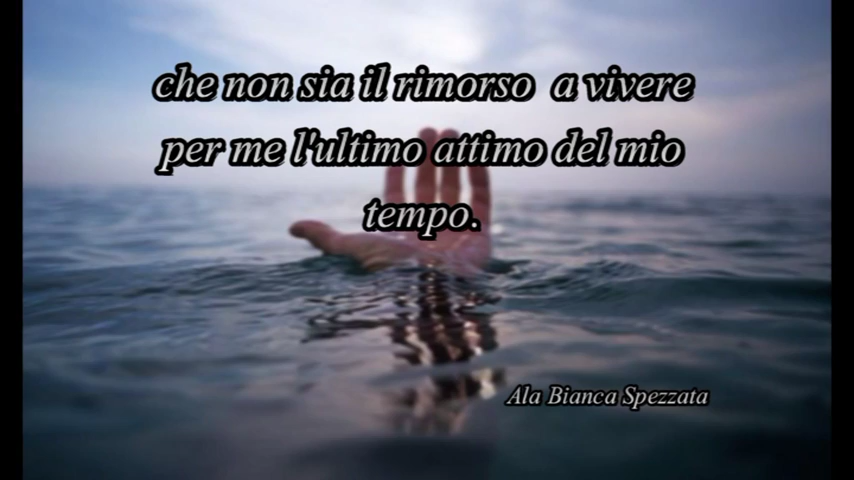 che non sia il rimorso  a vivere
per me l'ultimo attimo del mio
tempo.
Ala Bianca Spezzata